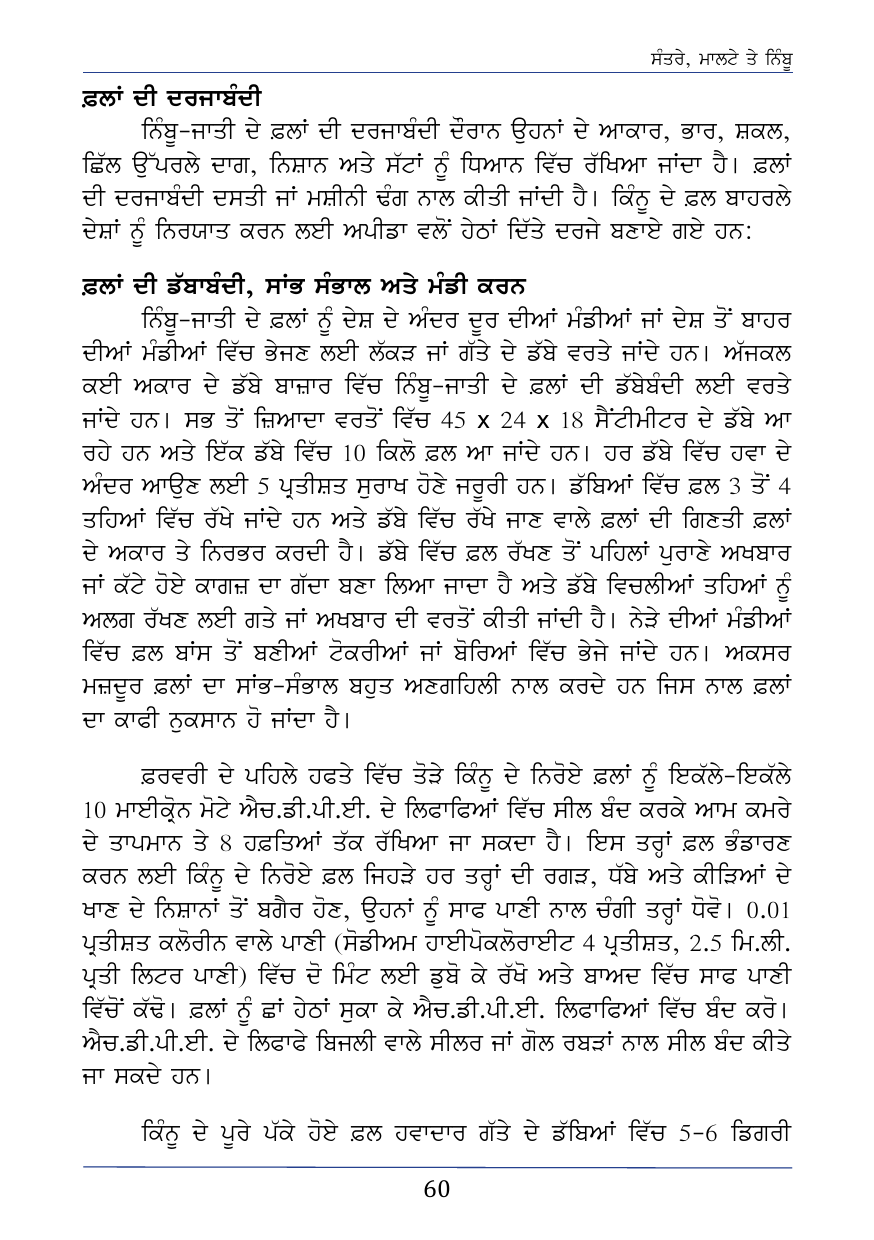 ਸੰਤਰੇ, ਮਾਲਟੇ ਤੇ ਨਿੰਬੂ
ਫ਼ਲਾਂ ਦੀ ਦਰਜਾਬੰਦੀ
ਨਿੰਬੂ-ਜਾਤੀ ਦੇ ਫ਼ਲਾਂ ਦੀ ਦਰਜਾਬੰਦੀ ਦੌਰਾਨ ਉਹਨਾਂ ਦੇ ਆਕਾਰ, ਭਾਰ, ਸ਼ਕਲ,
ਛਿੱਲ ਉੱਪਰਲੇ ਦਾਗ, ਨਿਸ਼ਾਨ ਅਤੇ ਸੱਟਾਂ ਨੂੰ ਧਿਆਨ ਵਿੱਚ ਰੱਖਿਆ ਜਾਂਦਾ ਹੈ। ਫ਼ਲਾਂ
ਦੀ ਦਰਜਾਬੰਦੀ ਦਸਤੀ ਜਾਂ ਮਸ਼ੀਨੀ ਢੰਗ ਨਾਲ ਕੀਤੀ ਜਾਂਦੀ ਹੈ। ਕਿੰਨੂ ਦੇ ਫ਼ਲ ਬਾਹਰਲੇ
ਦੇਸ਼ਾਂ ਨੂੰ ਨਿਰਯਾਤ ਕਰਨ ਲਈ ਅਪੀਡਾ ਵਲੋਂ ਹੇਠਾਂ ਦਿੱਤੇ ਦਰਜੇ ਬਣਾਏ ਗਏ ਹਨ:
ਫ਼ਲਾਂ ਦੀ ਡੱਬਾਬੰਦੀ, ਸਾਂਭ ਸੰਭਾਲ ਅਤੇ ਮੰਡੀ ਕਰਨ
ਨਿੰਬੂ-ਜਾਤੀ ਦੇ ਫ਼ਲਾਂ ਨੂੰ ਦੇਸ਼ ਦੇ ਅੰਦਰ ਦੂਰ ਦੀਆਂ ਮੰਡੀਆਂ ਜਾਂ ਦੇਸ਼ ਤੋਂ ਬਾਹਰ
ਦੀਆਂ ਮੰਡੀਆਂ ਵਿੱਚ ਭੇਜਣ ਲਈ ਲੱਕੜ ਜਾਂ ਗੱਤੇ ਦੇ ਡੱਬੇ ਵਰਤੇ ਜਾਂਦੇ ਹਨ। ਅੱਜਕਲ
ਕਈ ਅਕਾਰ ਦੇ ਡੱਬੇ ਬਾਜ਼ਾਰ ਵਿੱਚ ਨਿੰਬੂ-ਜਾਤੀ ਦੇ ਫ਼ਲਾਂ ਦੀ ਡੱਬੇਬੰਦੀ ਲਈ ਵਰਤੇ
ਜਾਂਦੇ ਹਨ। ਸਭ ਤੋਂ ਜ਼ਿਆਦਾ ਵਰਤੋਂ ਵਿੱਚ 45 x 24 x 18 ਸੈਂਟੀਮੀਟਰ ਦੇ ਡੱਬੇ ਆ
ਰਹੇ ਹਨ ਅਤੇ ਇੱਕ ਡੱਬੇ ਵਿੱਚ 10 ਕਿਲੋ ਫ਼ਲ ਆ ਜਾਂਦੇ ਹਨ। ਹਰ ਡੱਬੇ ਵਿੱਚ ਹਵਾ ਦੇ
ਅੰਦਰ ਆਉਣ ਲਈ 5 ਪ੍ਰਤੀਸ਼ਤ ਸੁਰਾਖ ਹੋਣੇ ਜਰੂਰੀ ਹਨ। ਡੱਬਿਆਂ ਵਿੱਚ ਫ਼ਲ 3 ਤੋਂ 4
ਤਹਿਆਂ ਵਿੱਚ ਰੱਖੇ ਜਾਂਦੇ ਹਨ ਅਤੇ ਡੱਬੇ ਵਿੱਚ ਰੱਖੇ ਜਾਣ ਵਾਲੇ ਫ਼ਲਾਂ ਦੀ ਗਿਣਤੀ ਫ਼ਲਾਂ
ਦੇ ਅਕਾਰ ਤੇ ਨਿਰਭਰ ਕਰਦੀ ਹੈ। ਡੱਬੇ ਵਿੱਚ ਫ਼ਲ ਰੱਖਣ ਤੋਂ ਪਹਿਲਾਂ ਪੁਰਾਣੇ ਅਖਬਾਰ
ਜਾਂ ਕੱਟੇ ਹੋਏ ਕਾਗਜ਼ ਦਾ ਗੱਦਾ ਬਣਾ ਲਿਆ ਜਾਦਾ ਹੈ ਅਤੇ ਡੱਬੇ ਵਿਚਲੀਆਂ ਤਹਿਆਂ ਨੂੰ
ਅਲਗ ਰੱਖਣ ਲਈ ਗਤੇ ਜਾਂ ਅਖਬਾਰ ਦੀ ਵਰਤੋਂ ਕੀਤੀ ਜਾਂਦੀ ਹੈ। ਨੇੜੇ ਦੀਆਂ ਮੰਡੀਆਂ
ਵਿੱਚ ਫ਼ਲ ਬਾਂਸ ਤੋਂ ਬਣੀਆਂ ਟੋਕਰੀਆਂ ਜਾਂ ਬੋਰਿਆਂ ਵਿੱਚ ਭੇਜੇ ਜਾਂਦੇ ਹਨ। ਅਕਸਰ
ਮਜ਼ਦੂਰ ਫ਼ਲਾਂ ਦਾ ਸਾਂਭ-ਸੰਭਾਲ ਬਹੁਤ ਅਣਗਹਿਲੀ ਨਾਲ ਕਰਦੇ ਹਨ ਜਿਸ ਨਾਲ ਫ਼ਲਾਂ
ਦਾ ਕਾਫੀ ਨੁਕਸਾਨ ਹੋ ਜਾਂਦਾ ਹੈ।
ਫ਼ਰਵਰੀ ਦੇ ਪਹਿਲੇ ਹਫਤੇ ਵਿੱਚ ਤੋੜੇ ਕਿੰਨੂ ਦੇ ਨਿਰੋਏ ਫ਼ਲਾਂ ਨੂੰ ਇਕੱਲੇ-ਇਕੱਲੇ
10 ਮਾਈਕ੍ਰੋਨ ਮੋਟੇ ਐਚ.ਡੀ.ਪੀ.ਈ. ਦੇ ਲਿਫਾਫਿਆਂ ਵਿੱਚ ਸੀਲ ਬੰਦ ਕਰਕੇ ਆਮ ਕਮਰੇ
ਦੇ ਤਾਪਮਾਨ ਤੇ 8 ਹਫ਼ਤਿਆਂ ਤੱਕ ਰੱਖਿਆ ਜਾ ਸਕਦਾ ਹੈ। ਇਸ ਤਰ੍ਹਾਂ ਫ਼ਲ ਭੰਡਾਰਣ
ਕਰਨ ਲਈ ਕਿੰਨੂ ਦੇ ਨਿਰੋਏ ਫ਼ਲ ਜਿਹੜੇ ਹਰ ਤਰ੍ਹਾਂ ਦੀ ਰਗੜ, ਧੱਬੇ ਅਤੇ ਕੀੜਿਆਂ ਦੇ
ਖਾਣ ਦੇ ਨਿਸ਼ਾਨਾਂ ਤੋਂ ਬਗੈਰ ਹੋਣ, ਉਹਨਾਂ ਨੂੰ ਸਾਫ ਪਾਣੀ ਨਾਲ ਚੰਗੀ ਤਰ੍ਹਾਂ ਧੋਵੋ। 0.01
ਪ੍ਰਤੀਸ਼ਤ ਕਲੋਰੀਨ ਵਾਲੇ ਪਾਣੀ (ਸੋਡੀਅਮ ਹਾਈਪੋਕਲੋਰਾਈਟ 4 ਪ੍ਰਤੀਸ਼ਤ, 2.5 ਮਿ.ਲੀ.
ਪ੍ਰਤੀ ਲਿਟਰ ਪਾਣੀ) ਵਿੱਚ ਦੋ ਮਿੰਟ ਲਈ ਡੁਬੋ ਕੇ ਰੱਖੋ ਅਤੇ ਬਾਅਦ ਵਿੱਚ ਸਾਫ ਪਾਣੀ
ਵਿੱਚੋਂ ਕੱਢੋ। ਫ਼ਲਾਂ ਨੂੰ ਛਾਂ ਹੇਠਾਂ ਸੁਕਾ ਕੇ ਐਚ.ਡੀ.ਪੀ.ਈ. ਲਿਫਾਫਿਆਂ ਵਿੱਚ ਬੰਦ ਕਰੋ।
ਐਚ.ਡੀ.ਪੀ.ਈ. ਦੇ ਲਿਫਾਫੇ ਬਿਜਲੀ ਵਾਲੇ ਸੀਲਰ ਜਾਂ ਗੋਲ ਰਬੜਾਂ ਨਾਲ ਸੀਲ ਬੰਦ ਕੀਤੇ
ਜਾ ਸਕਦੇ ਹਨ।
ਕਿੰਨੂ ਦੇ ਪੂਰੇ ਪੱਕੇ ਹੋਏ ਫ਼ਲ ਹਵਾਦਾਰ ਗੱਤੇ ਦੇ ਡੱਬਿਆਂ ਵਿੱਚ 5-6 ਡਿਗਰੀ
60